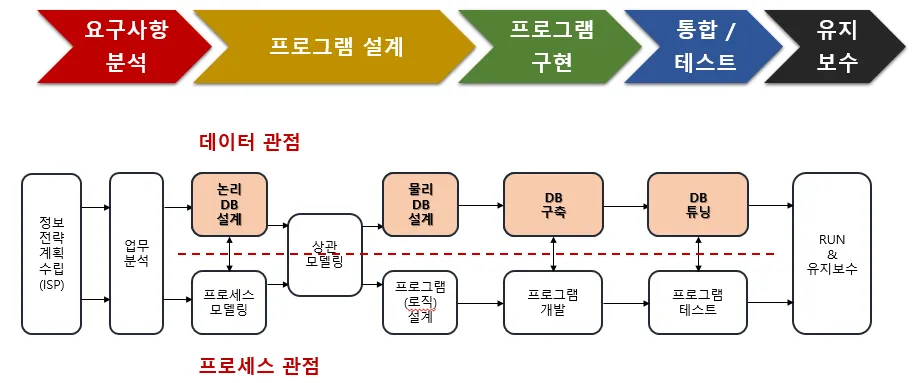 요구사항
분석
프로그램 설계
프로그램
구현
통합 /
테스트
유지
보수
데이터 관점
정보
전략
계획
수립
(ISP)
업무
분석
논리
DB
설계
프로세스
모델링
상관
모델링
물리
DB
설계
프로그램
(로직)
설계
DB
구축
프로그램
개발
DB
튜닝
프로그램
테스트
RUN
&
유지보수
프로세스 관점